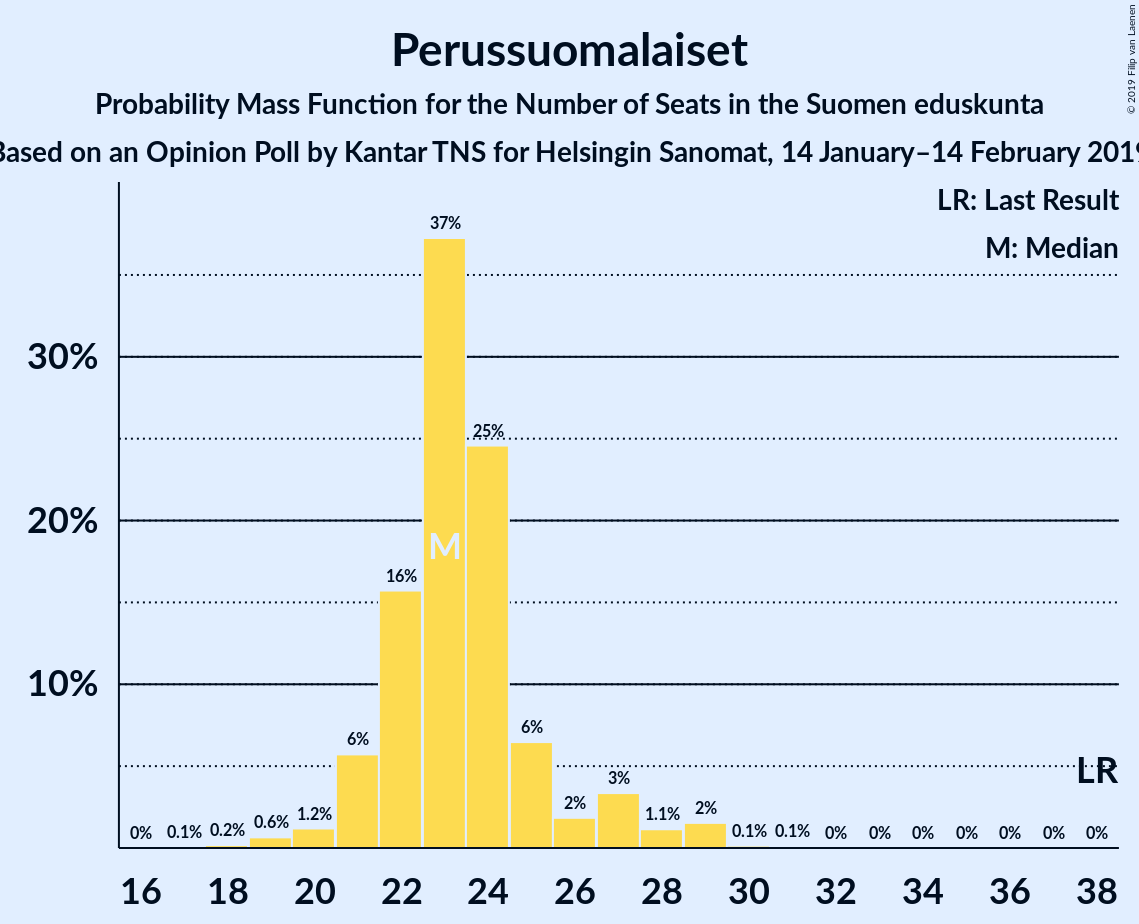 Perussuomalaiset
Probability Mass Function for the Number of Seats in the Suomen eduskunta
Based on an Opinion Poll by Kantar TNS for Helsingin Sanomat, 14 January–14 February 2019
© 2019 Filip van Laenen
LR: Last Result
M: Median
37%
30%
25%
20%
M
16%
10%
6%
6%
LR
3%
2%
2%
1.2%
1.1%
0.6%
0% 0.1% 0.2% 0.1% 0.1% 0% 0% 0% 0% 0% 0% 0%
16 18 20 22 24 26 28 30 32 34 36 38